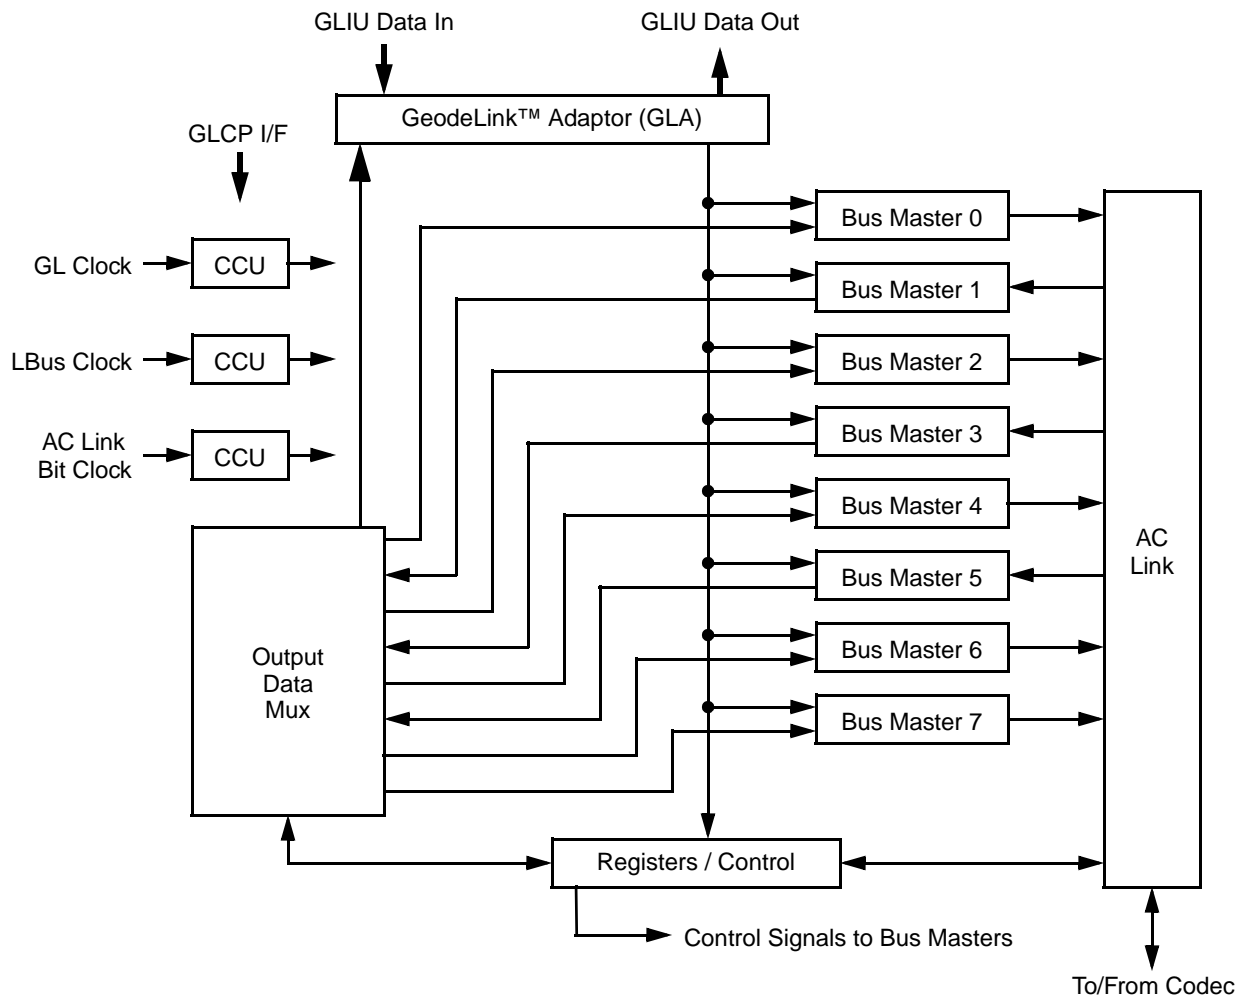 GLIU Data In
GLIU Data Out
GeodeLink™ Adaptor (GLA)
GLCP I/F
Bus Master 0
GL Clock
CCU
Bus Master 1
LBus Clock
CCU
Bus Master 2
Bus Master 3
AC Link
Bit Clock
CCU
Bus Master 4
AC
Link
Bus Master 5
Output
Data
Mux
Bus Master 6
Bus Master 7
Registers / Control
Control Signals to Bus Masters
To/From Codec